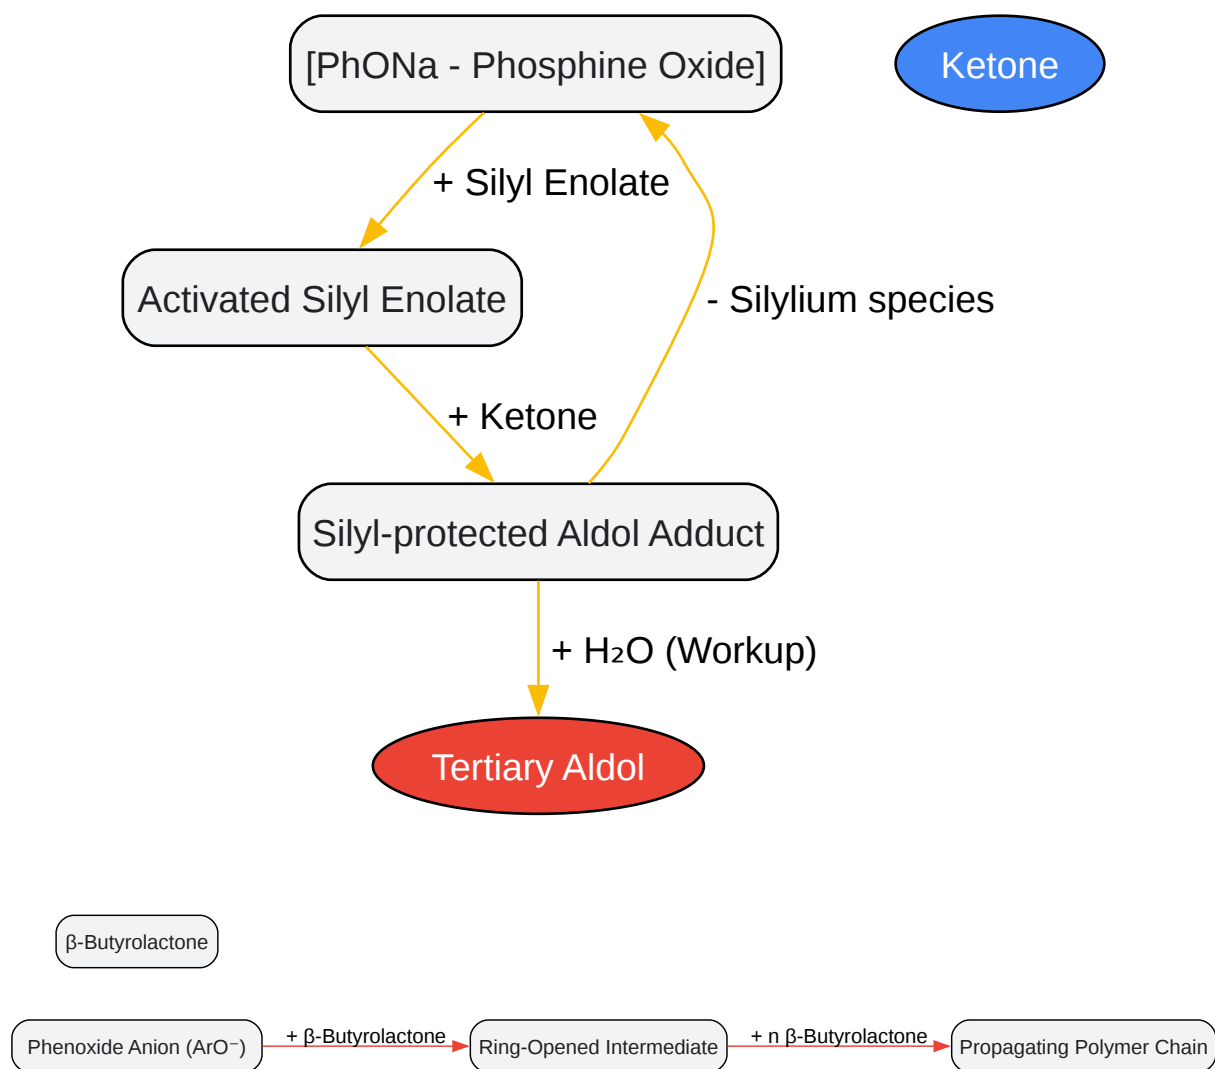 [PhONa - Phosphine Oxide]
Ketone
+ Silyl Enolate
Activated Silyl Enolate
- Silylium species
+ Ketone
Silyl-protected Aldol Adduct
+ H₂O (Workup)
Tertiary Aldol
β-Butyrolactone
Phenoxide Anion (ArO⁻)
+ β-Butyrolactone
Ring-Opened Intermediate
+ n β-Butyrolactone
Propagating Polymer Chain